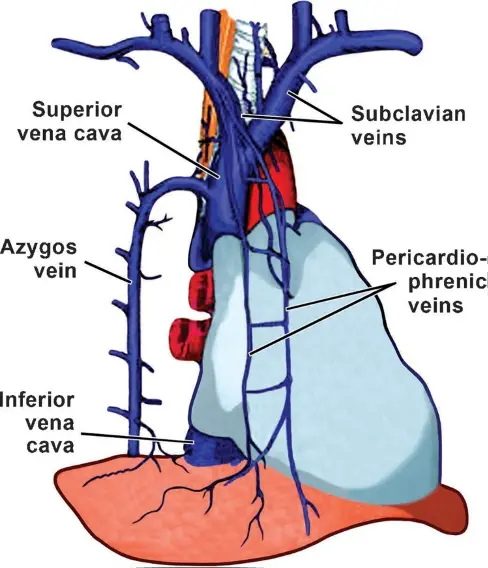 Superior
vena cava
Subclavian
veins
Azygos
vein
Pericardio-
phrenic
veins
Inferior
vena
cava